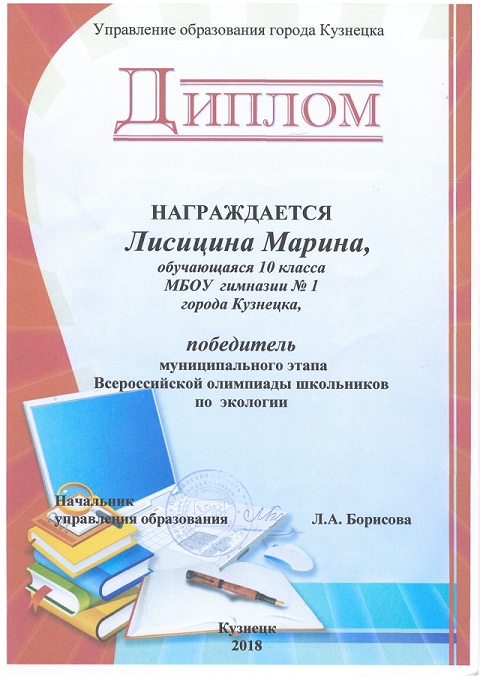 Управление образования города Кузнецка
Диплом
НАГРАЖДАЕТСЯ
Лисицина Марина,
обучающаяся 10 класса
МБОУ гимназии № 1
города Кузнецка,
победитель
муниципального этапа
Всероссийской олимпиады школьников
по экологии
Начальник
управления образования Л.А. Борисова
Кузнецк
2018